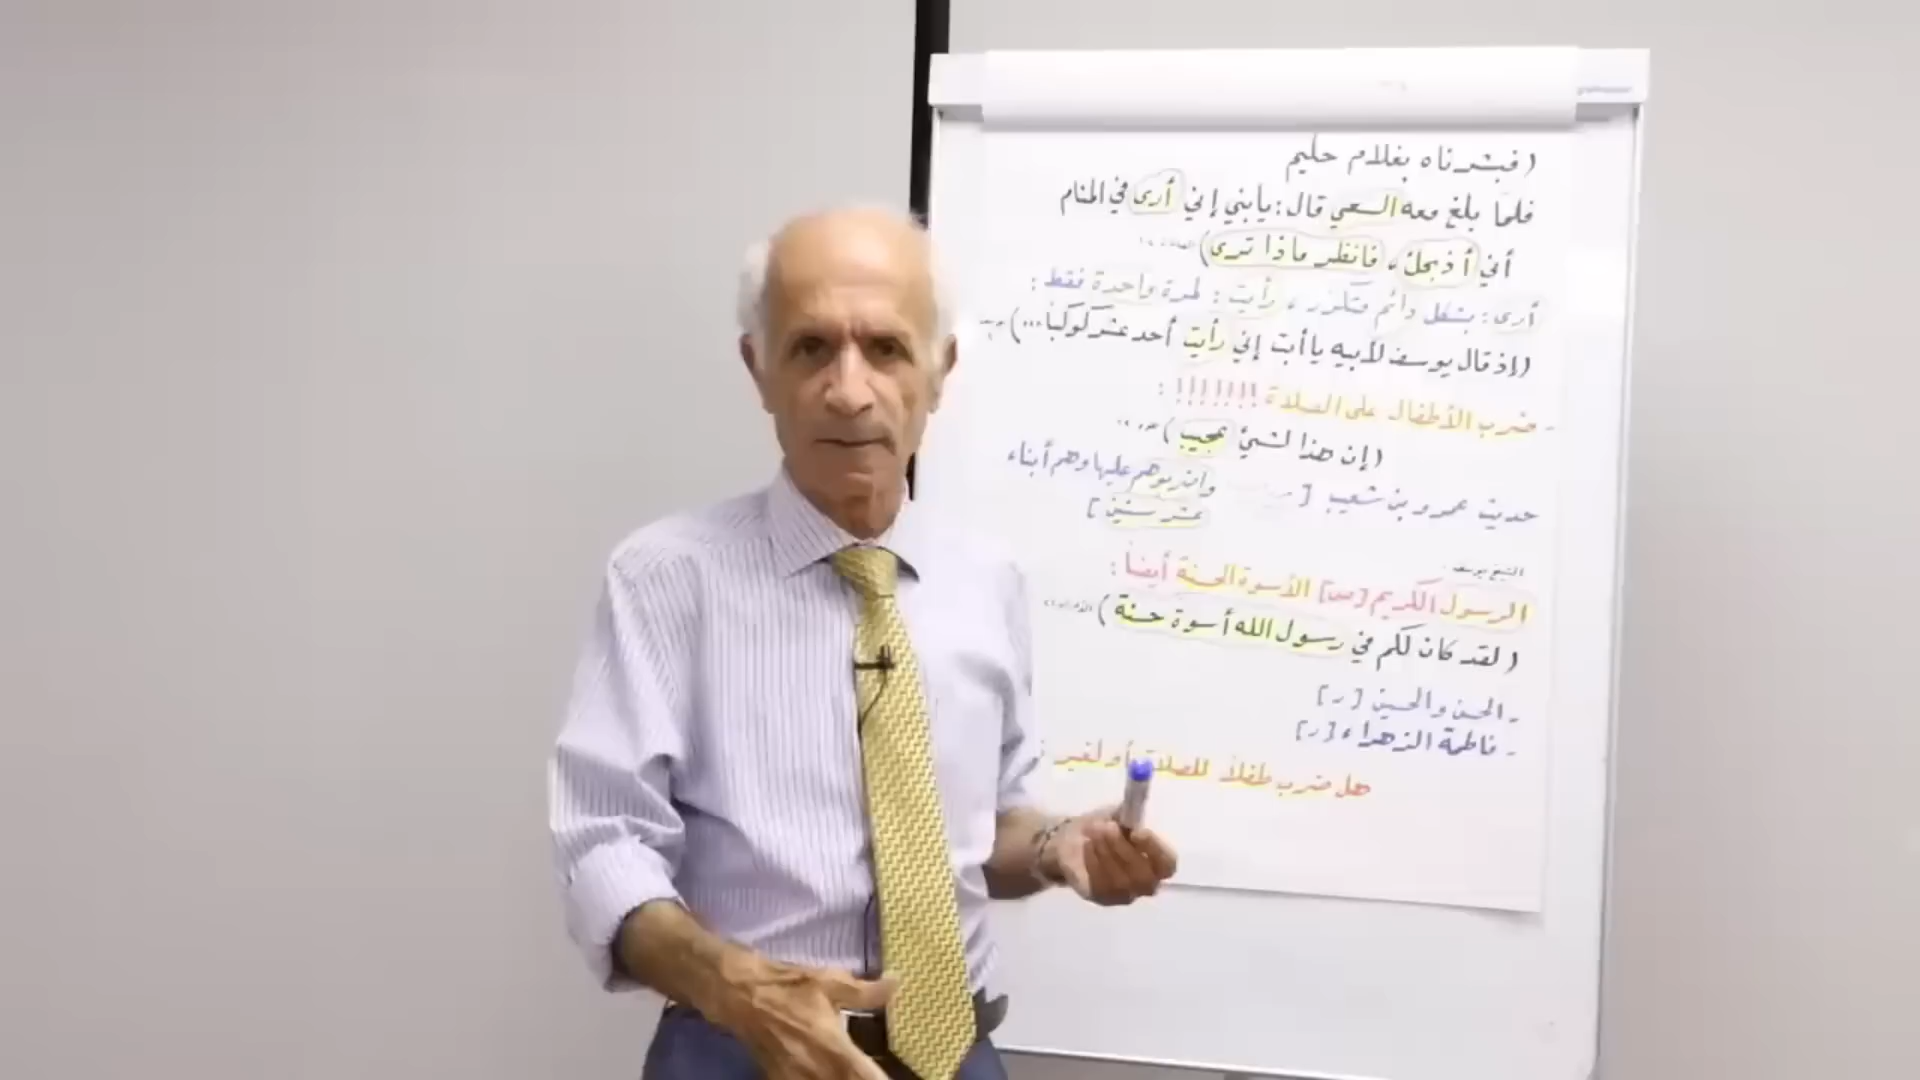 (فبشرناه بغلام حليم
فلما بلغ معه السعي قال: يابني إني أرى في المنام
أني أذبحك، فانظر ماذا ترى)
أرى: بشكل دائم متكرر، رأيت: لمرة واحدة فقط:
(إذ قال يوسف لأبيه يا أبت إني رأيت أحد عشر كوكبا...)
- ضرب الأطفال على الصلاة !!!!!!! :
(إن هذا لشيئ عجيب)
حديث عمرو بن شعيب [ واضربوهم عليها وهم أبناء
عشر سنين]
الرسول الكريم [ص] الأسوة الحسنة أيضاً:
(لقد كان لكم في رسول الله أسوة حسنة)
- الحسن والحسين [ر]
- فاطمة الزهراء [ر]
هل ضرب طفلاً للصلاة أو لغير